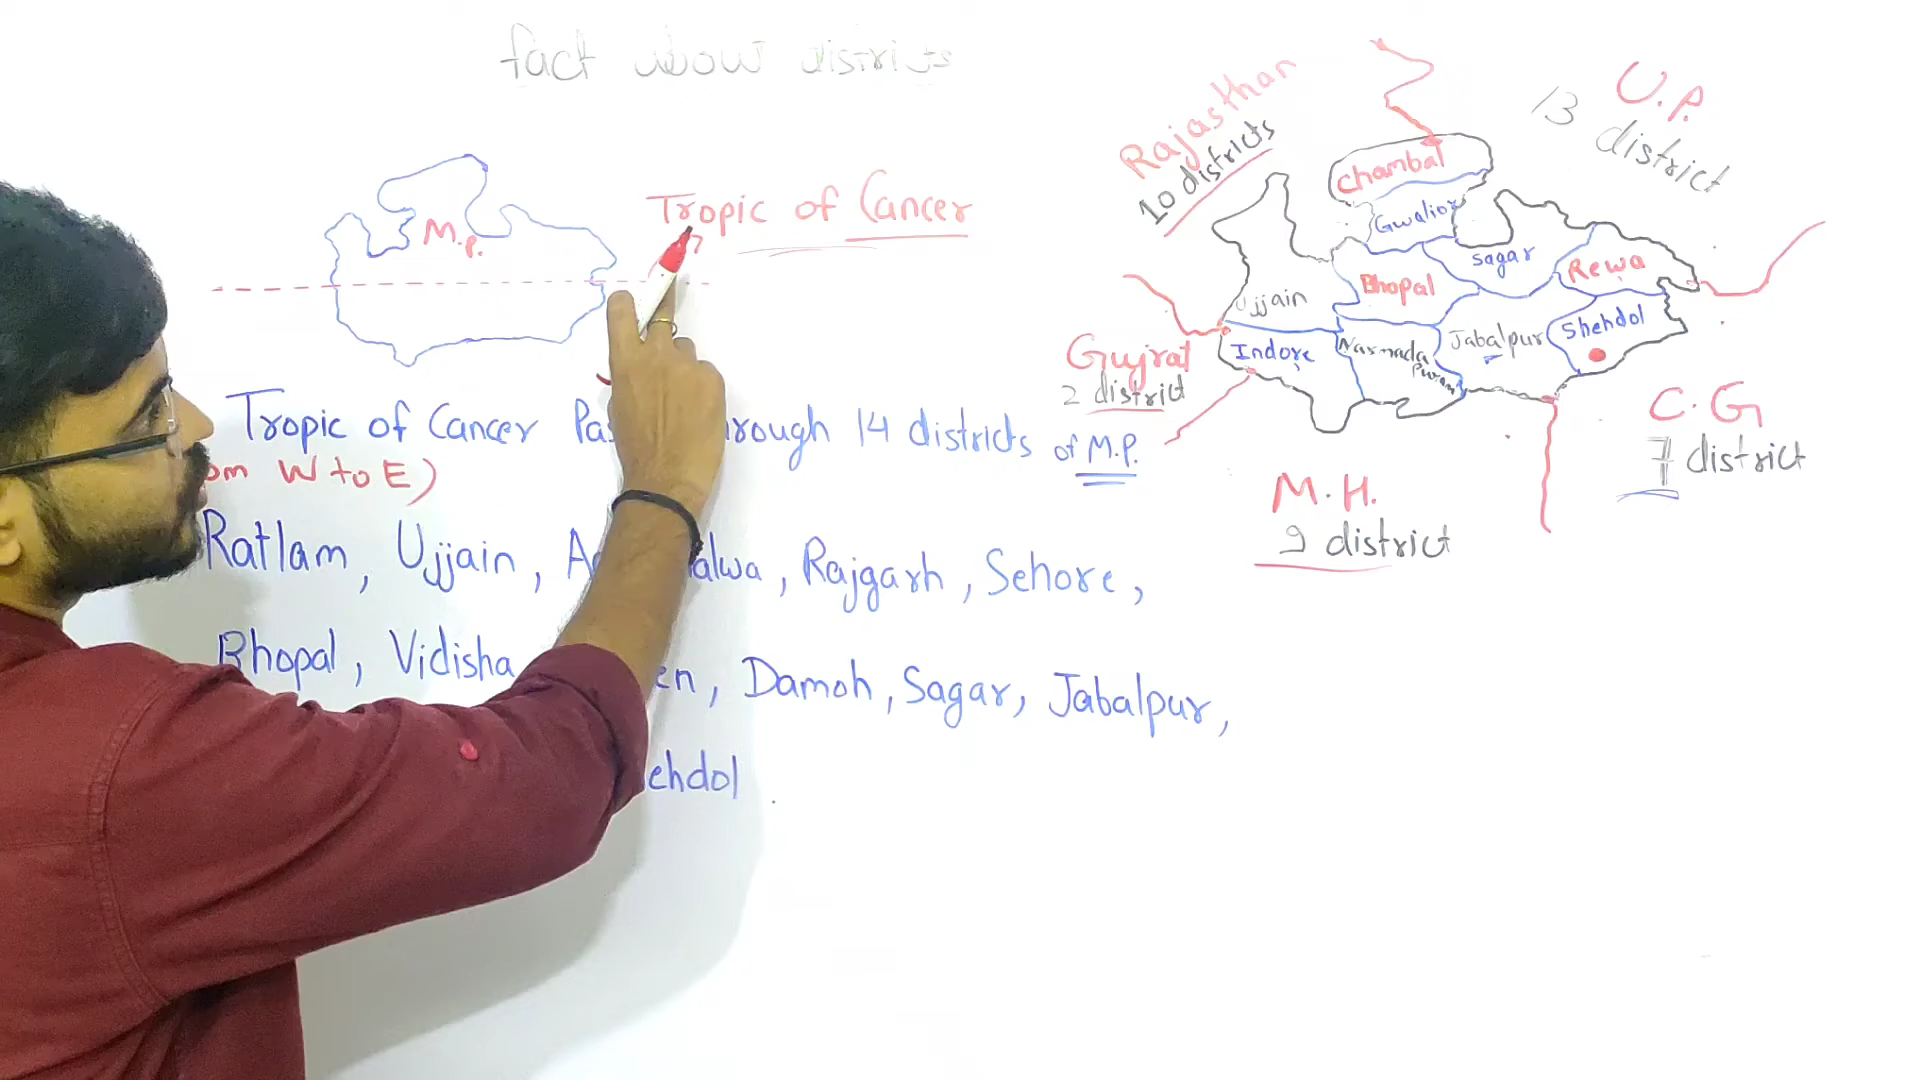 fact about districts
M.P.
Tropic of Cancer
Tropic of Cancer Pas rough 14 districts of M.P.
om W to E)
Ratlam, Ujjain, A alwa, Rajgarh, Sehore,
Bhopal, Vidisha en, Damoh, Sagar, Jabalpur,
ehdol
Rajasthan
10 districts
U.P.
13 district
Chambal
Gwalior
Sagar
Rewa
Bhopal
Ujjain
Jabalpur
Shehdol
Indore
Narmada
Puram
Gujrat
2 district
C.G
7 district
M.H.
9 district